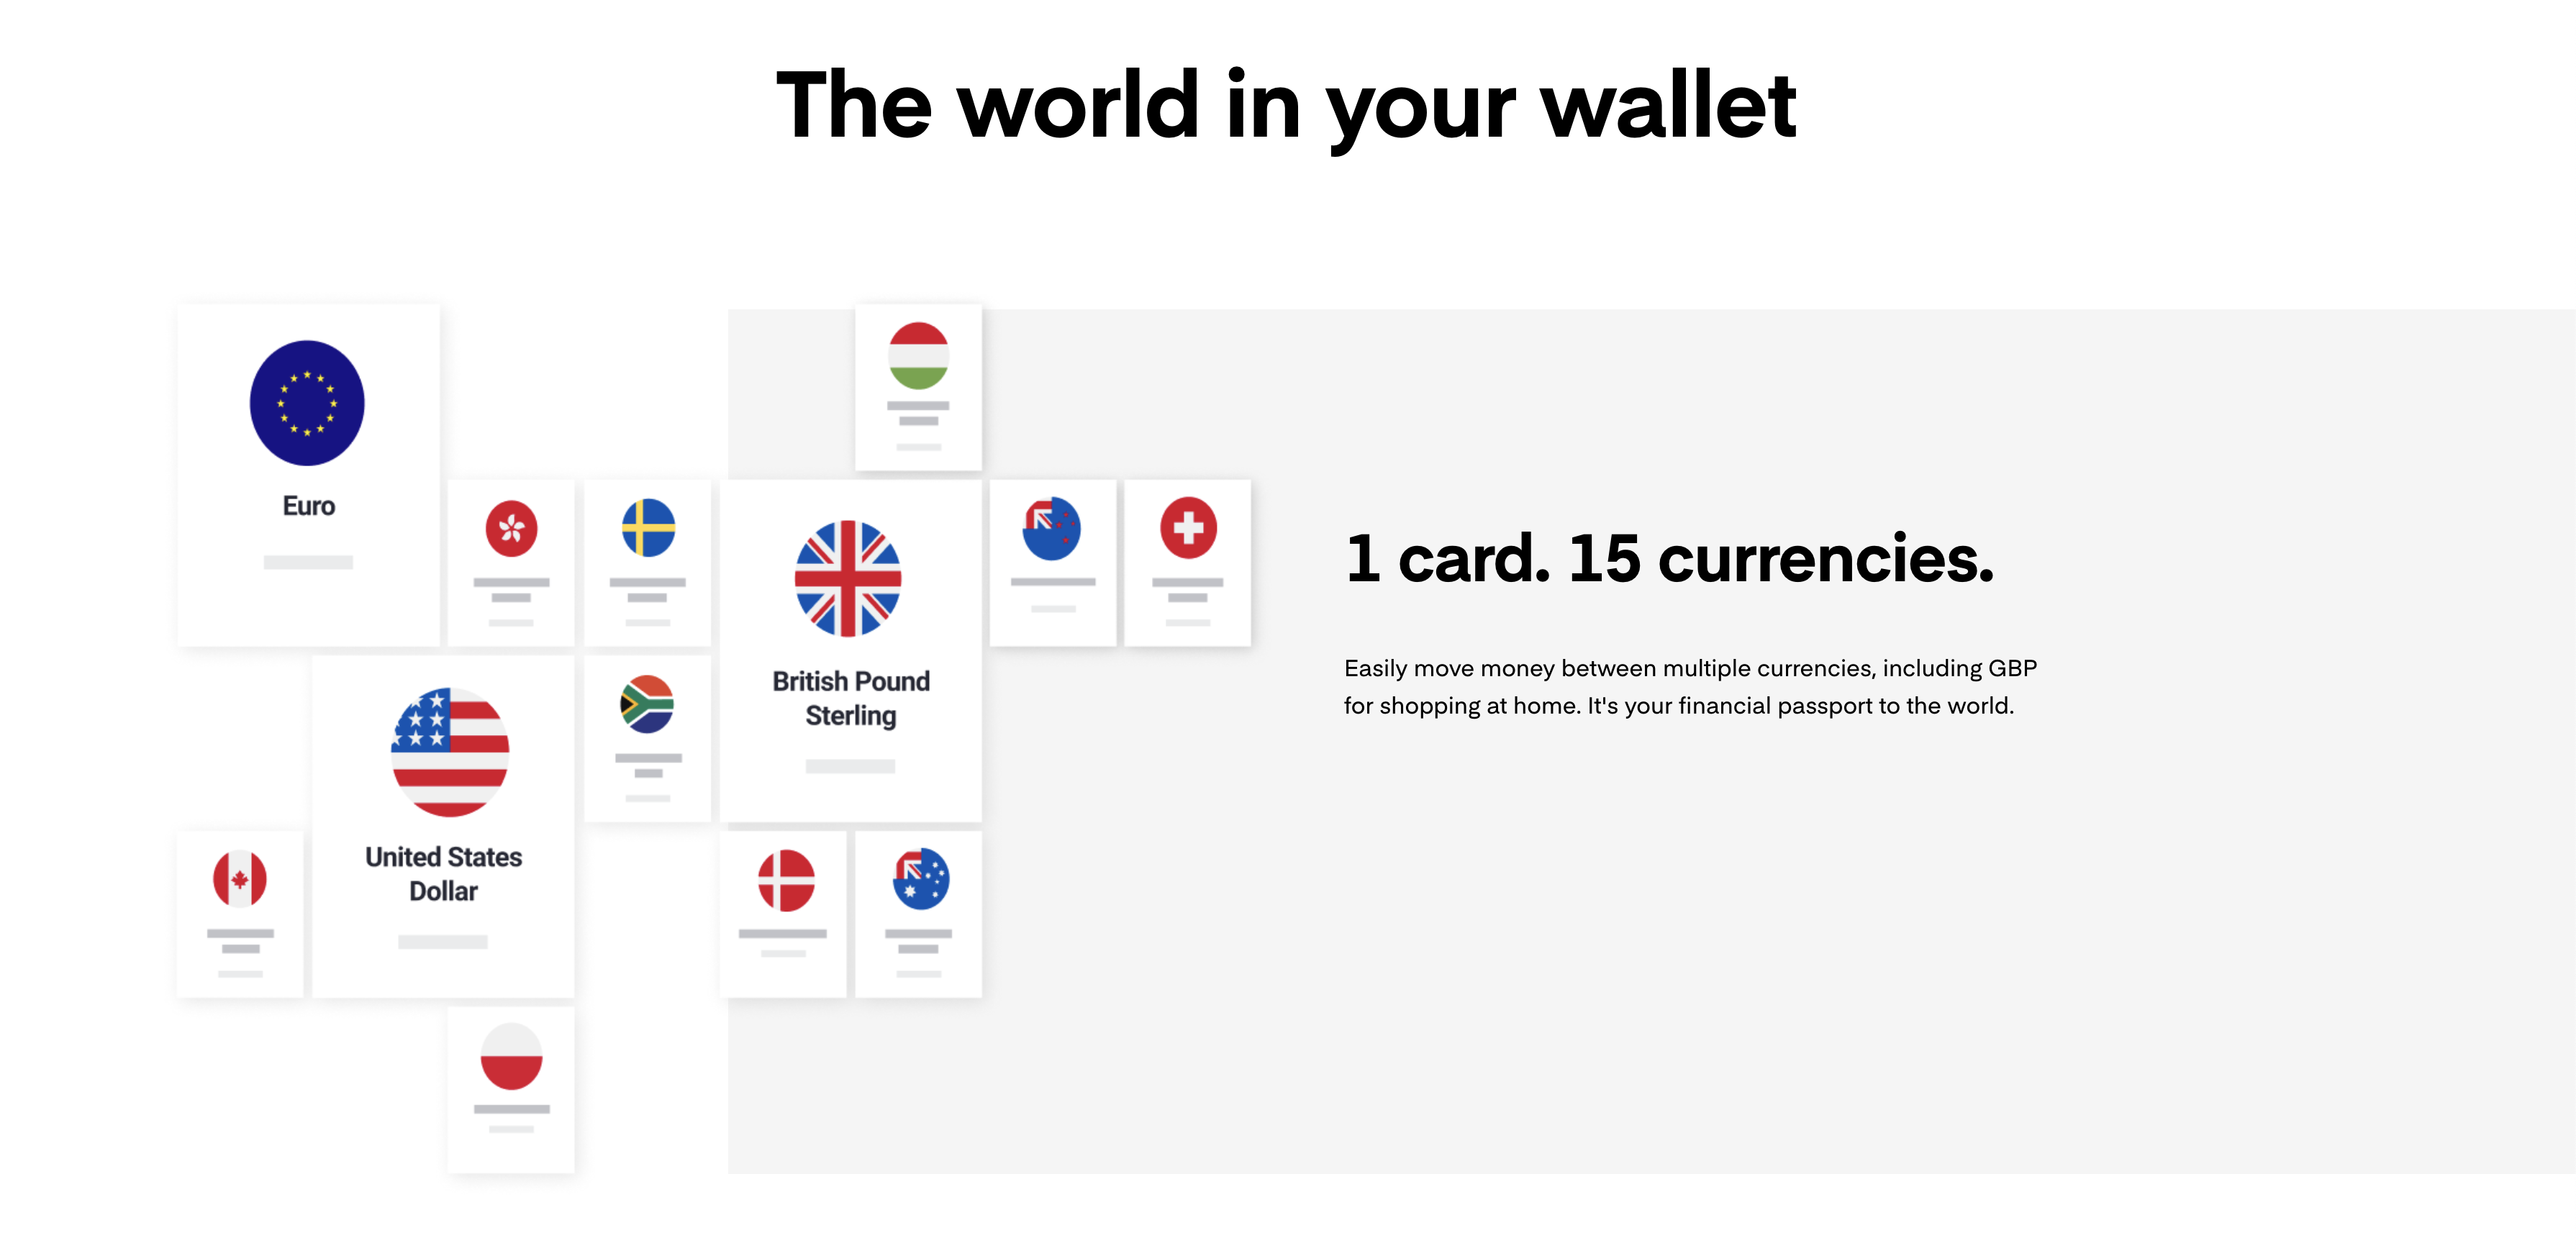 The world in your wallet
Euro
British Pound
Sterling
United States
Dollar
1 card. 15 currencies.
Easily move money between multiple currencies, including GBP
for shopping at home. It's your financial passport to the world.